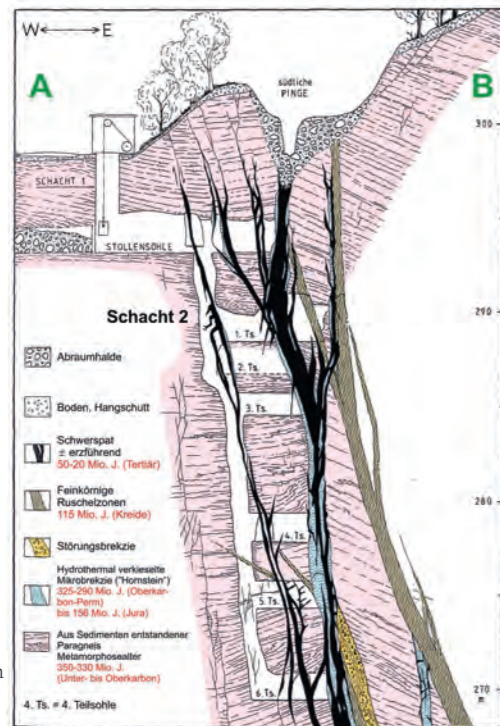 W E
A
B
südliche
PINGE
300
SCHACHT 1
STOLLENSOHLE
Schacht 2
290
1. Ts.
2. Ts.
3. Ts.
280
4. Ts.
5. Ts.
6. Ts.
270
m
Abraumhalde
Boden, Hangschutt
Schwerspat
± erzführend
50-20 Mio. J. (Tertiär)
Feinkörnige
Ruschelzonen
115 Mio. J. (Kreide)
Störungsbrekzie
Hydrothermal verkieselte
Mikrobrekzie ("Hornstein")
325-290 Mio. J. (Oberkar-
bon-Perm)
bis 156 Mio. J. (Jura)
Aus Sedimenten entstandener
Paragneis
Metamorphosealter
350-330 Mio. J.
(Unter- bis Oberkarbon)
4. Ts. = 4. Teilsohle